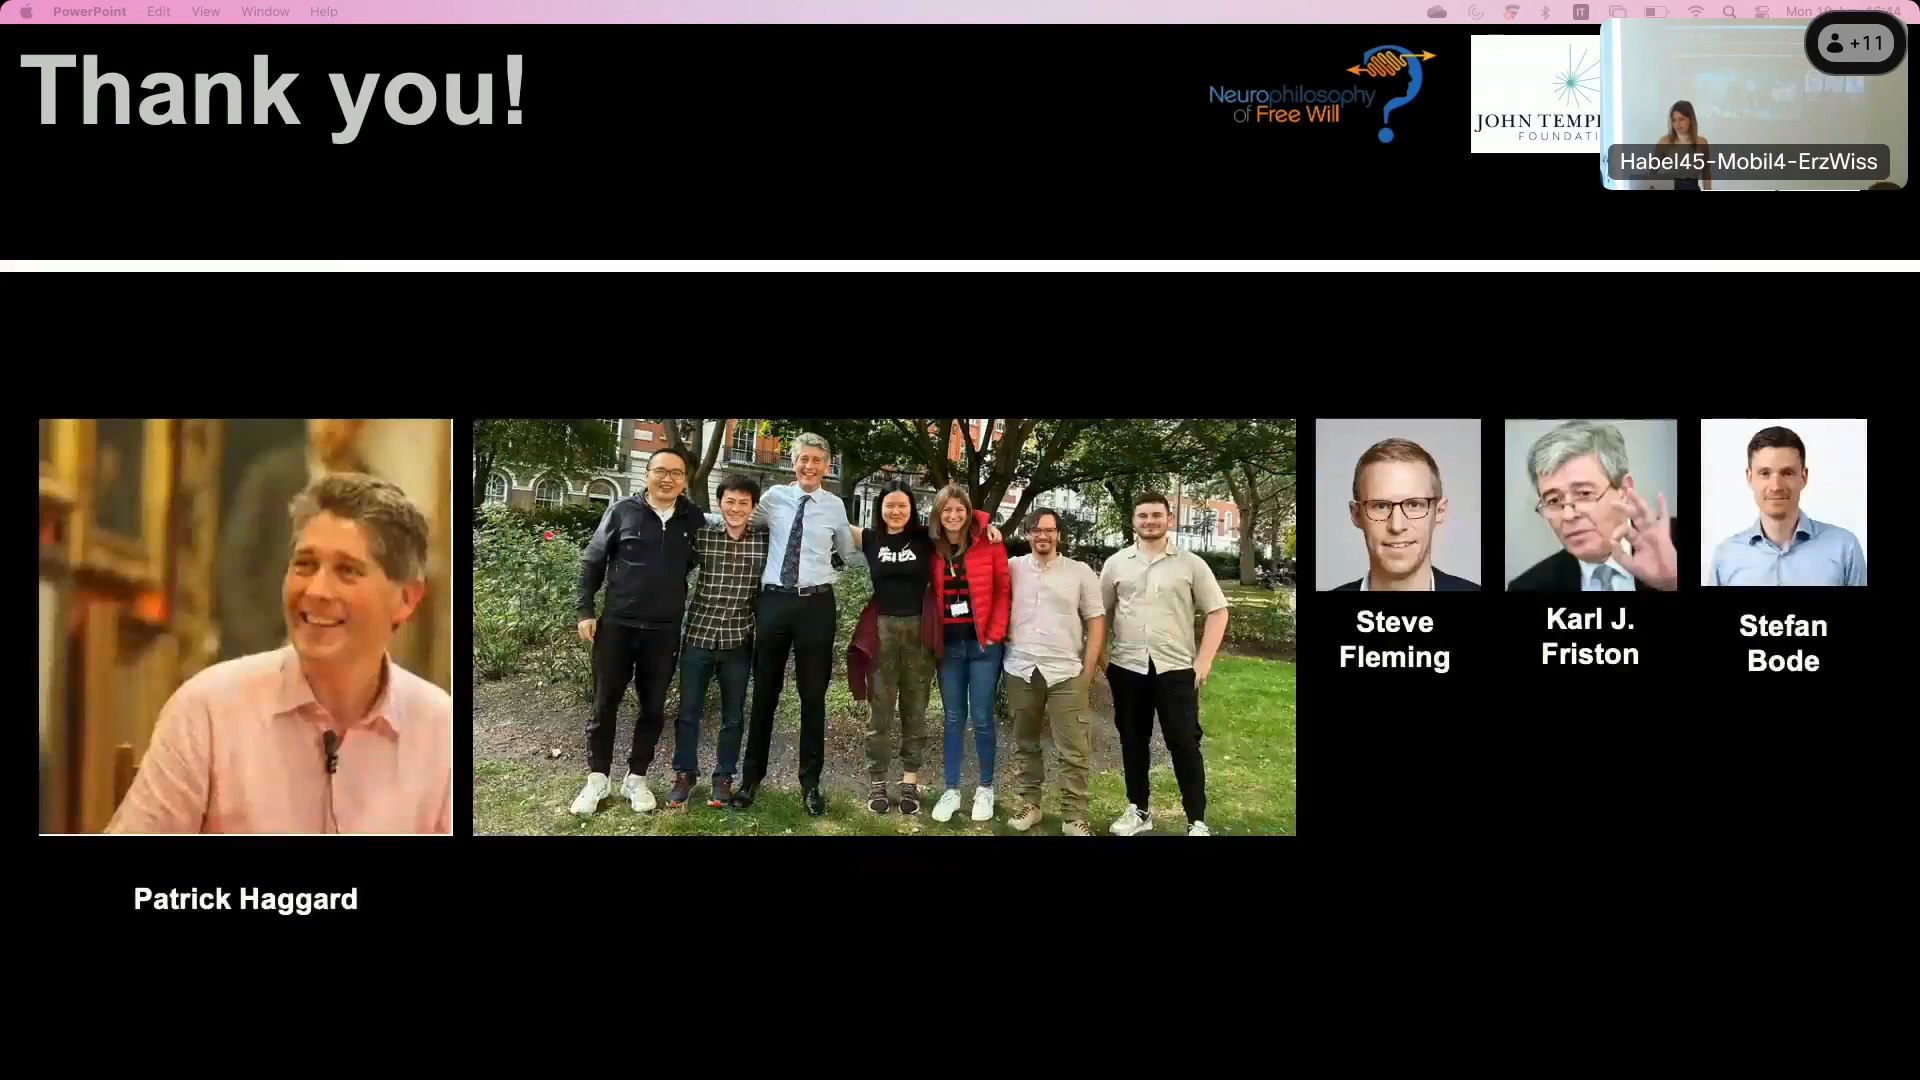 PowerPoint Edit View Window Help
Thank you!
Neurophilosophy
of Free Will
JOHN
FOUNDATI
+11
Habel45-Mobil4-ErzWiss
Steve
Fleming
Karl J.
Friston
Stefan
Bode
Patrick Haggard